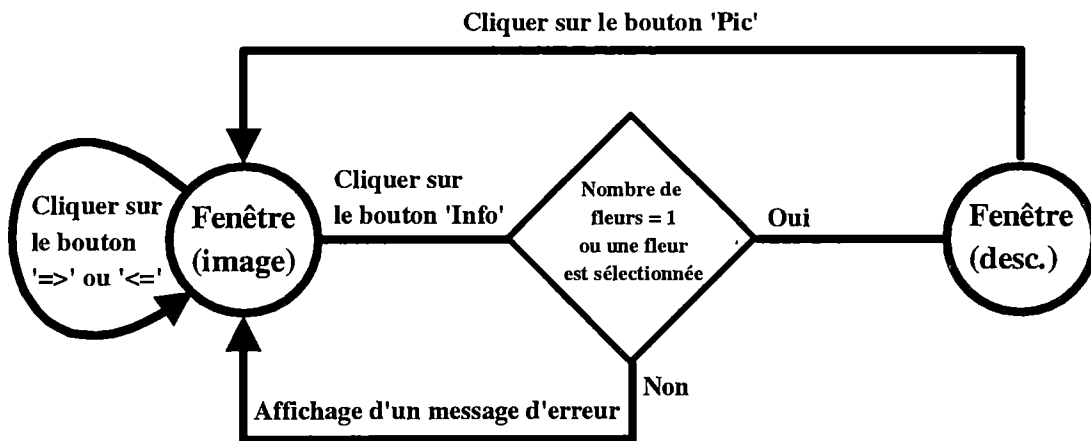 Cliquer sur le bouton 'Pic'
Cliquer sur
le bouton
'=>' ou '<='
Fenêtre
(image)
Cliquer sur
le bouton 'Info'
Nombre de
fleurs = 1
ou une fleur
est sélectionnée
Oui
Fenêtre
(desc.)
Non
Affichage d'un message d'erreur